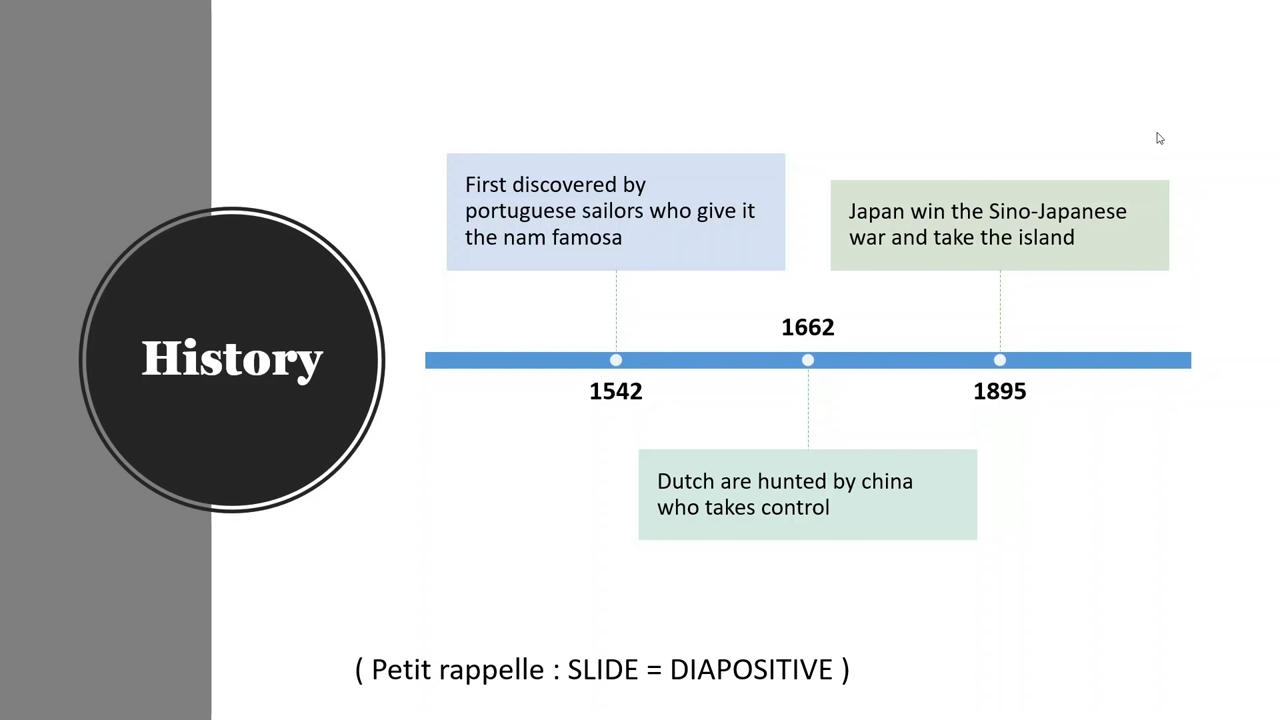 History
First discovered by
portuguese sailors who give it
the nam famosa
Japan win the Sino-Japanese
war and take the island
1662
1542
1895
Dutch are hunted by china
who takes control
( Petit rappelle : SLIDE = DIAPOSITIVE )